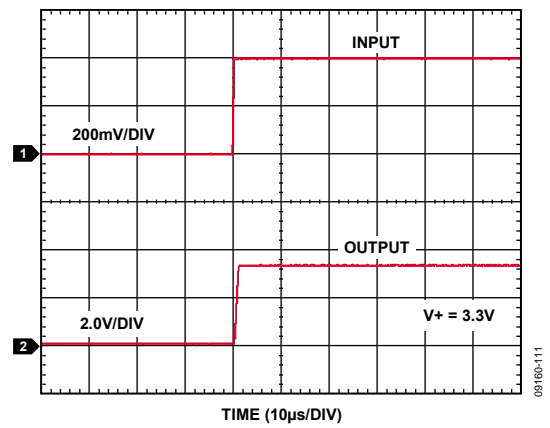 INPUT
200mV/DIV
1
OUTPUT
2.0V/DIV
V+ = 3.3V
2
TIME (10µs/DIV)
09160-111